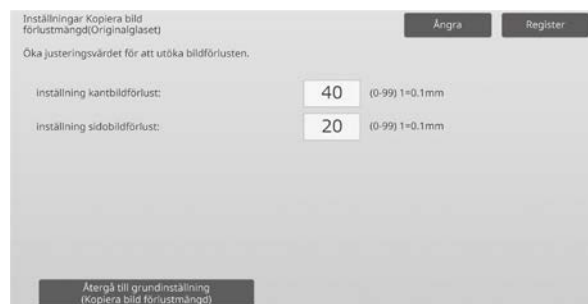 Inställningar Kopiera bild
förlustmängd(Originalglaset)
Ångra
Register
Öka justeringsvärdet för att utöka bildförlusten.
inställning kantbildförlust:
40
(0-99) 1=0.1mm
inställning sidobildförlust:
20
(0-99) 1=0.1mm
Återgå till grundinställning
(Kopiera bild förlustmängd)